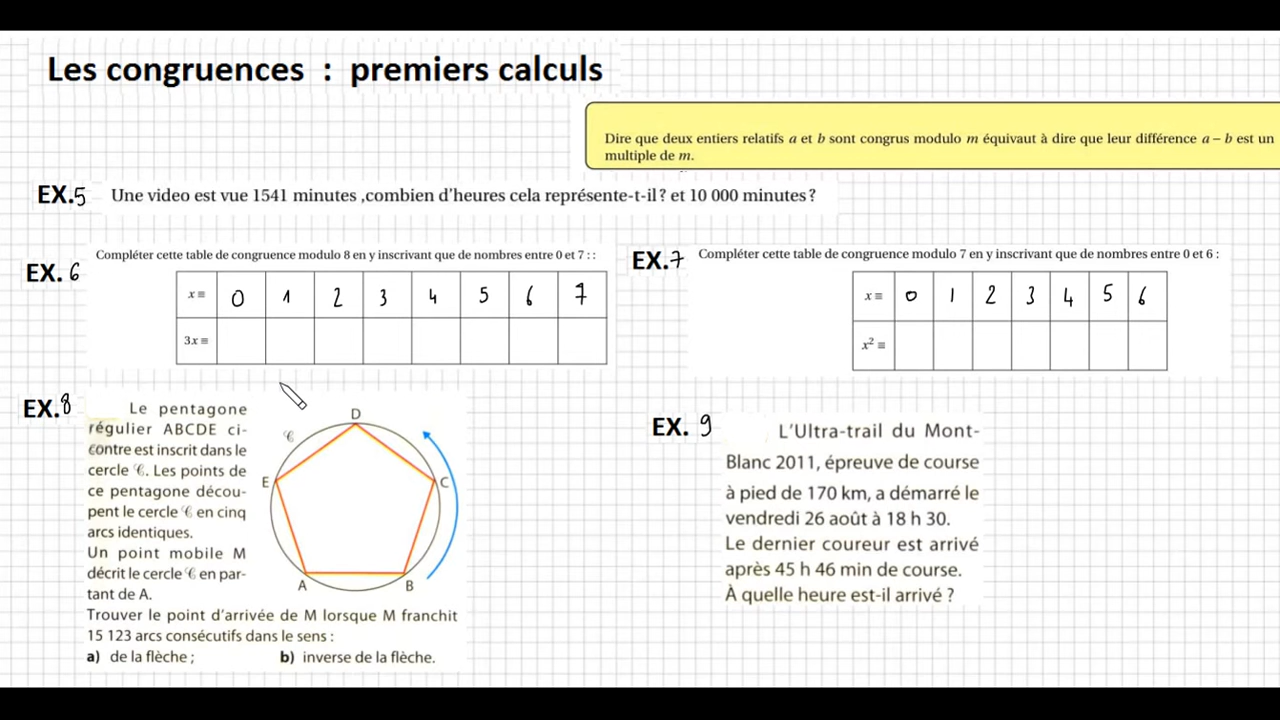 Les congruences : premiers calculs
Dire que deux entiers relatifs a et b sont congrus modulo m équivaut à dire que leur différence a – b est un
multiple de m.
EX.5 Une video est vue 1541 minutes ,combien d'heures cela représente-t-il? et 10 000 minutes?
EX. 6 Compléter cette table de congruence modulo 8 en y inscrivant que de nombres entre 0 et 7 : :
x ≡ 0 1 2 3 4 5 6 7
3x ≡
EX.7 Compléter cette table de congruence modulo 7 en y inscrivant que de nombres entre 0 et 6 :
x ≡ 0 1 2 3 4 5 6
x² ≡
EX.8 Le pentagone
régulier ABCDE ci-
contre est inscrit dans le
cercle 𝒞. Les points de
ce pentagone décou-
pent le cercle 𝒞 en cinq
arcs identiques.
Un point mobile M
décrit le cercle 𝒞 en par-
tant de A.
Trouver le point d'arrivée de M lorsque M franchit
15 123 arcs consécutifs dans le sens :
a) de la flèche ; b) inverse de la flèche.
D
𝒞
E
C
A
B
EX. 9 L'Ultra-trail du Mont-
Blanc 2011, épreuve de course
à pied de 170 km, a démarré le
vendredi 26 août à 18 h 30.
Le dernier coureur est arrivé
après 45 h 46 min de course.
À quelle heure est-il arrivé ?